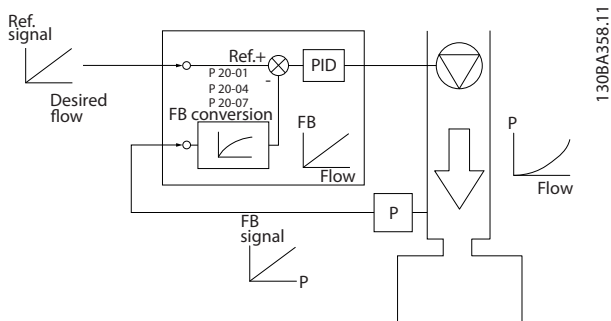 Ref.
signal
Desired
flow
Ref.+
-
PID
P 20-01
P 20-04
P 20-07
FB conversion
FB
Flow
P
Flow
P
FB
signal
P
130BA358.11